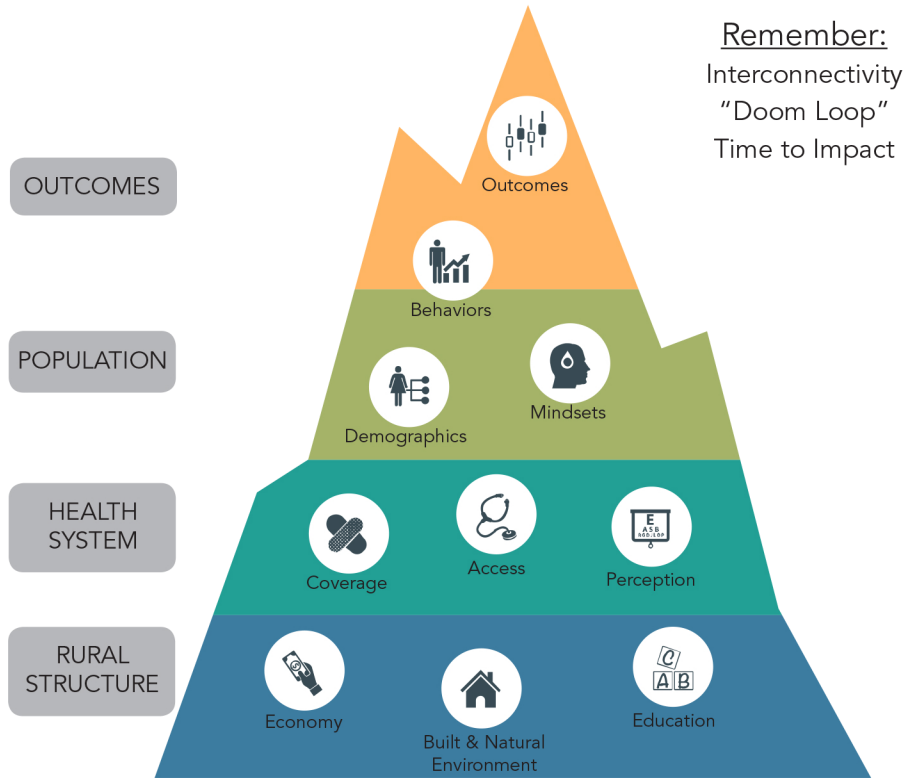 Remember:
Interconnectivity
“Doom Loop”
Time to Impact
OUTCOMES
Outcomes
Behaviors
POPULATION
Demographics
Mindsets
HEALTH
SYSTEM
Coverage
Access
E
ASB
Perception
RURAL
STRUCTURE
Economy
Built & Natural
Environment
C
A B
Education